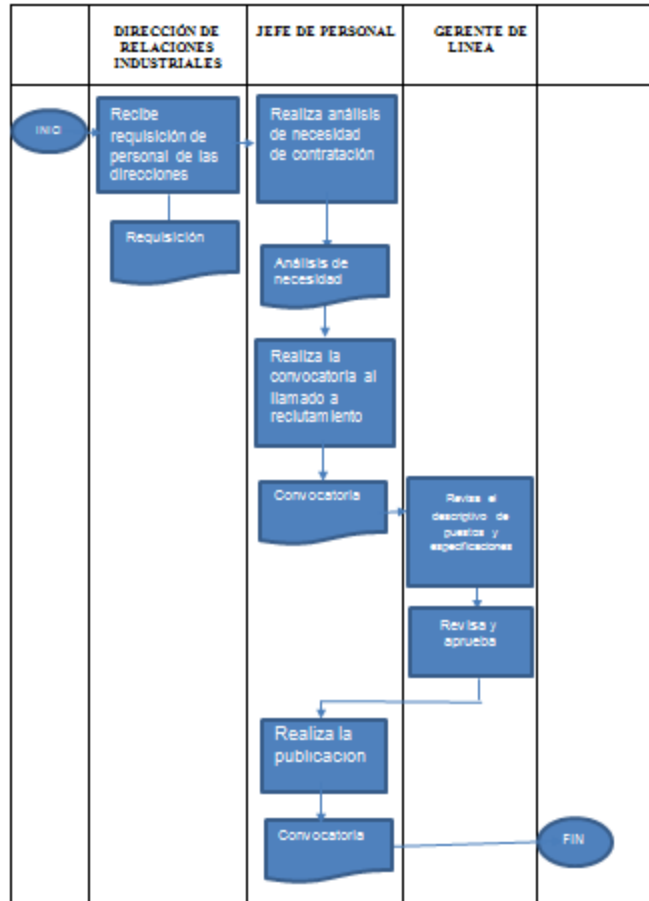 DIRECCIÓN DE
RELACIONES
INDUSTRIALES
JEFE DE PERSONAL
GERENTE DE
LINEA
INIO
Recibe
requisición de
personal de las
direcciones
Realiza análisis
de necesidad
de contratación
Requisición
Análisis de
necesidad
Realiza la
convocatoria al
llamado a
reclutamiento
Convocatoria
Revisa el
descriptivo de
puestos y
especificaciones
Revisa y
aprueba
Realiza la
publicacion
Convocatoria
FIN